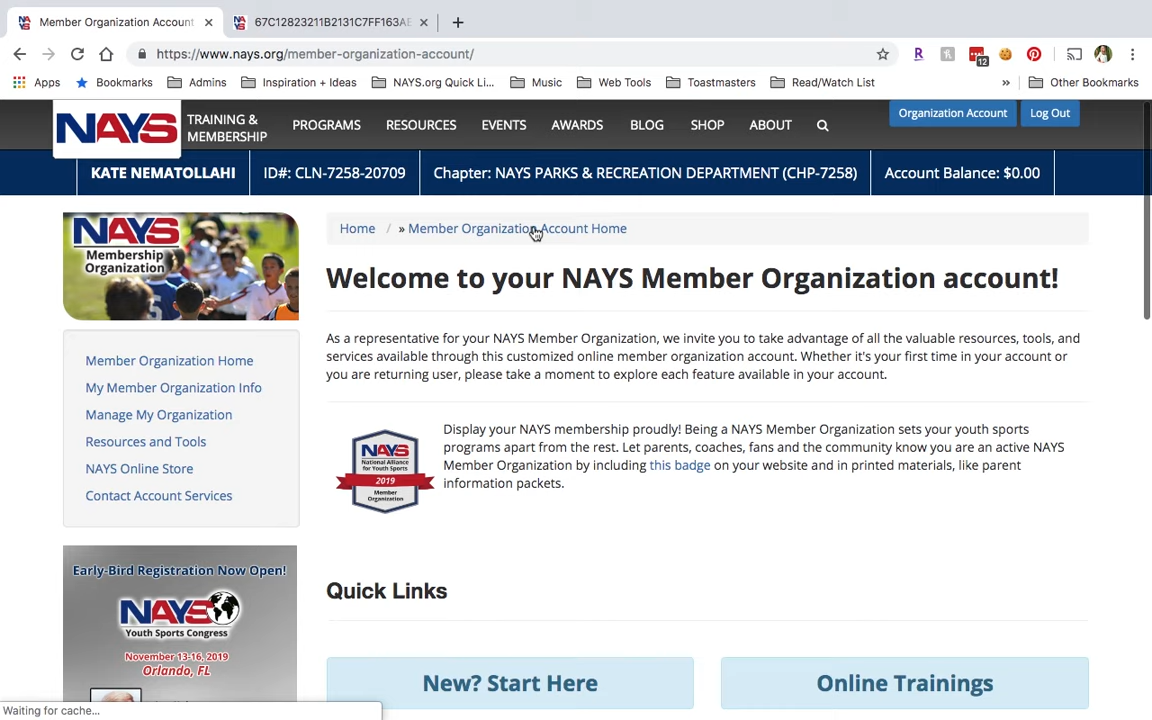 Member Organization Account
67C12823211B2131C7FF163AE
https://www.nays.org/member-organization-account/
12
Apps
Bookmarks
Admins
Inspiration + Ideas
NAYS.org Quick Li...
Music
Web Tools
Toastmasters
Read/Watch List
»
Other Bookmarks
NAYS
TRAINING &
MEMBERSHIP
PROGRAMS
RESOURCES
EVENTS
AWARDS
BLOG
SHOP
ABOUT
Organization Account
Log Out
KATE NEMATOLLAHI
ID#: CLN-7258-20709
Chapter: NAYS PARKS & RECREATION DEPARTMENT (CHP-7258)
Account Balance: $0.00
NAYS
Membership
Organization
Home / » Member Organization Account Home
Welcome to your NAYS Member Organization account!
As a representative for your NAYS Member Organization, we invite you to take advantage of all the valuable resources, tools, and
services available through this customized online member organization account. Whether it's your first time in your account or
you are returning user, please take a moment to explore each feature available in your account.
Member Organization Home
My Member Organization Info
Manage My Organization
Resources and Tools
NAYS Online Store
Contact Account Services
NAYS
National Alliance
for Youth Sports
2019
Member
Organization
Display your NAYS membership proudly! Being a NAYS Member Organization sets your youth sports
programs apart from the rest. Let parents, coaches, fans and the community know you are an active NAYS
Member Organization by including this badge on your website and in printed materials, like parent
information packets.
Early-Bird Registration Now Open!
NAYS
Youth Sports Congress
November 13-16, 2019
Orlando, FL
Quick Links
New? Start Here
Online Trainings
Waiting for cache...